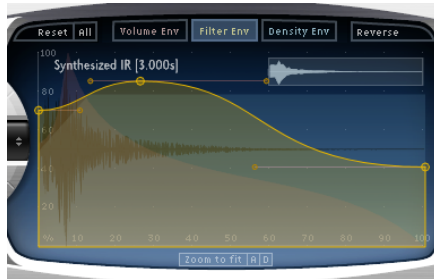 Reset All Volume Env Filter Env Density Env Reverse
100
Synthesized IR [3.000s]
80
60
40
20
% 10 20 30 40 50 60 70 80 90 100
Zoom to fit A D